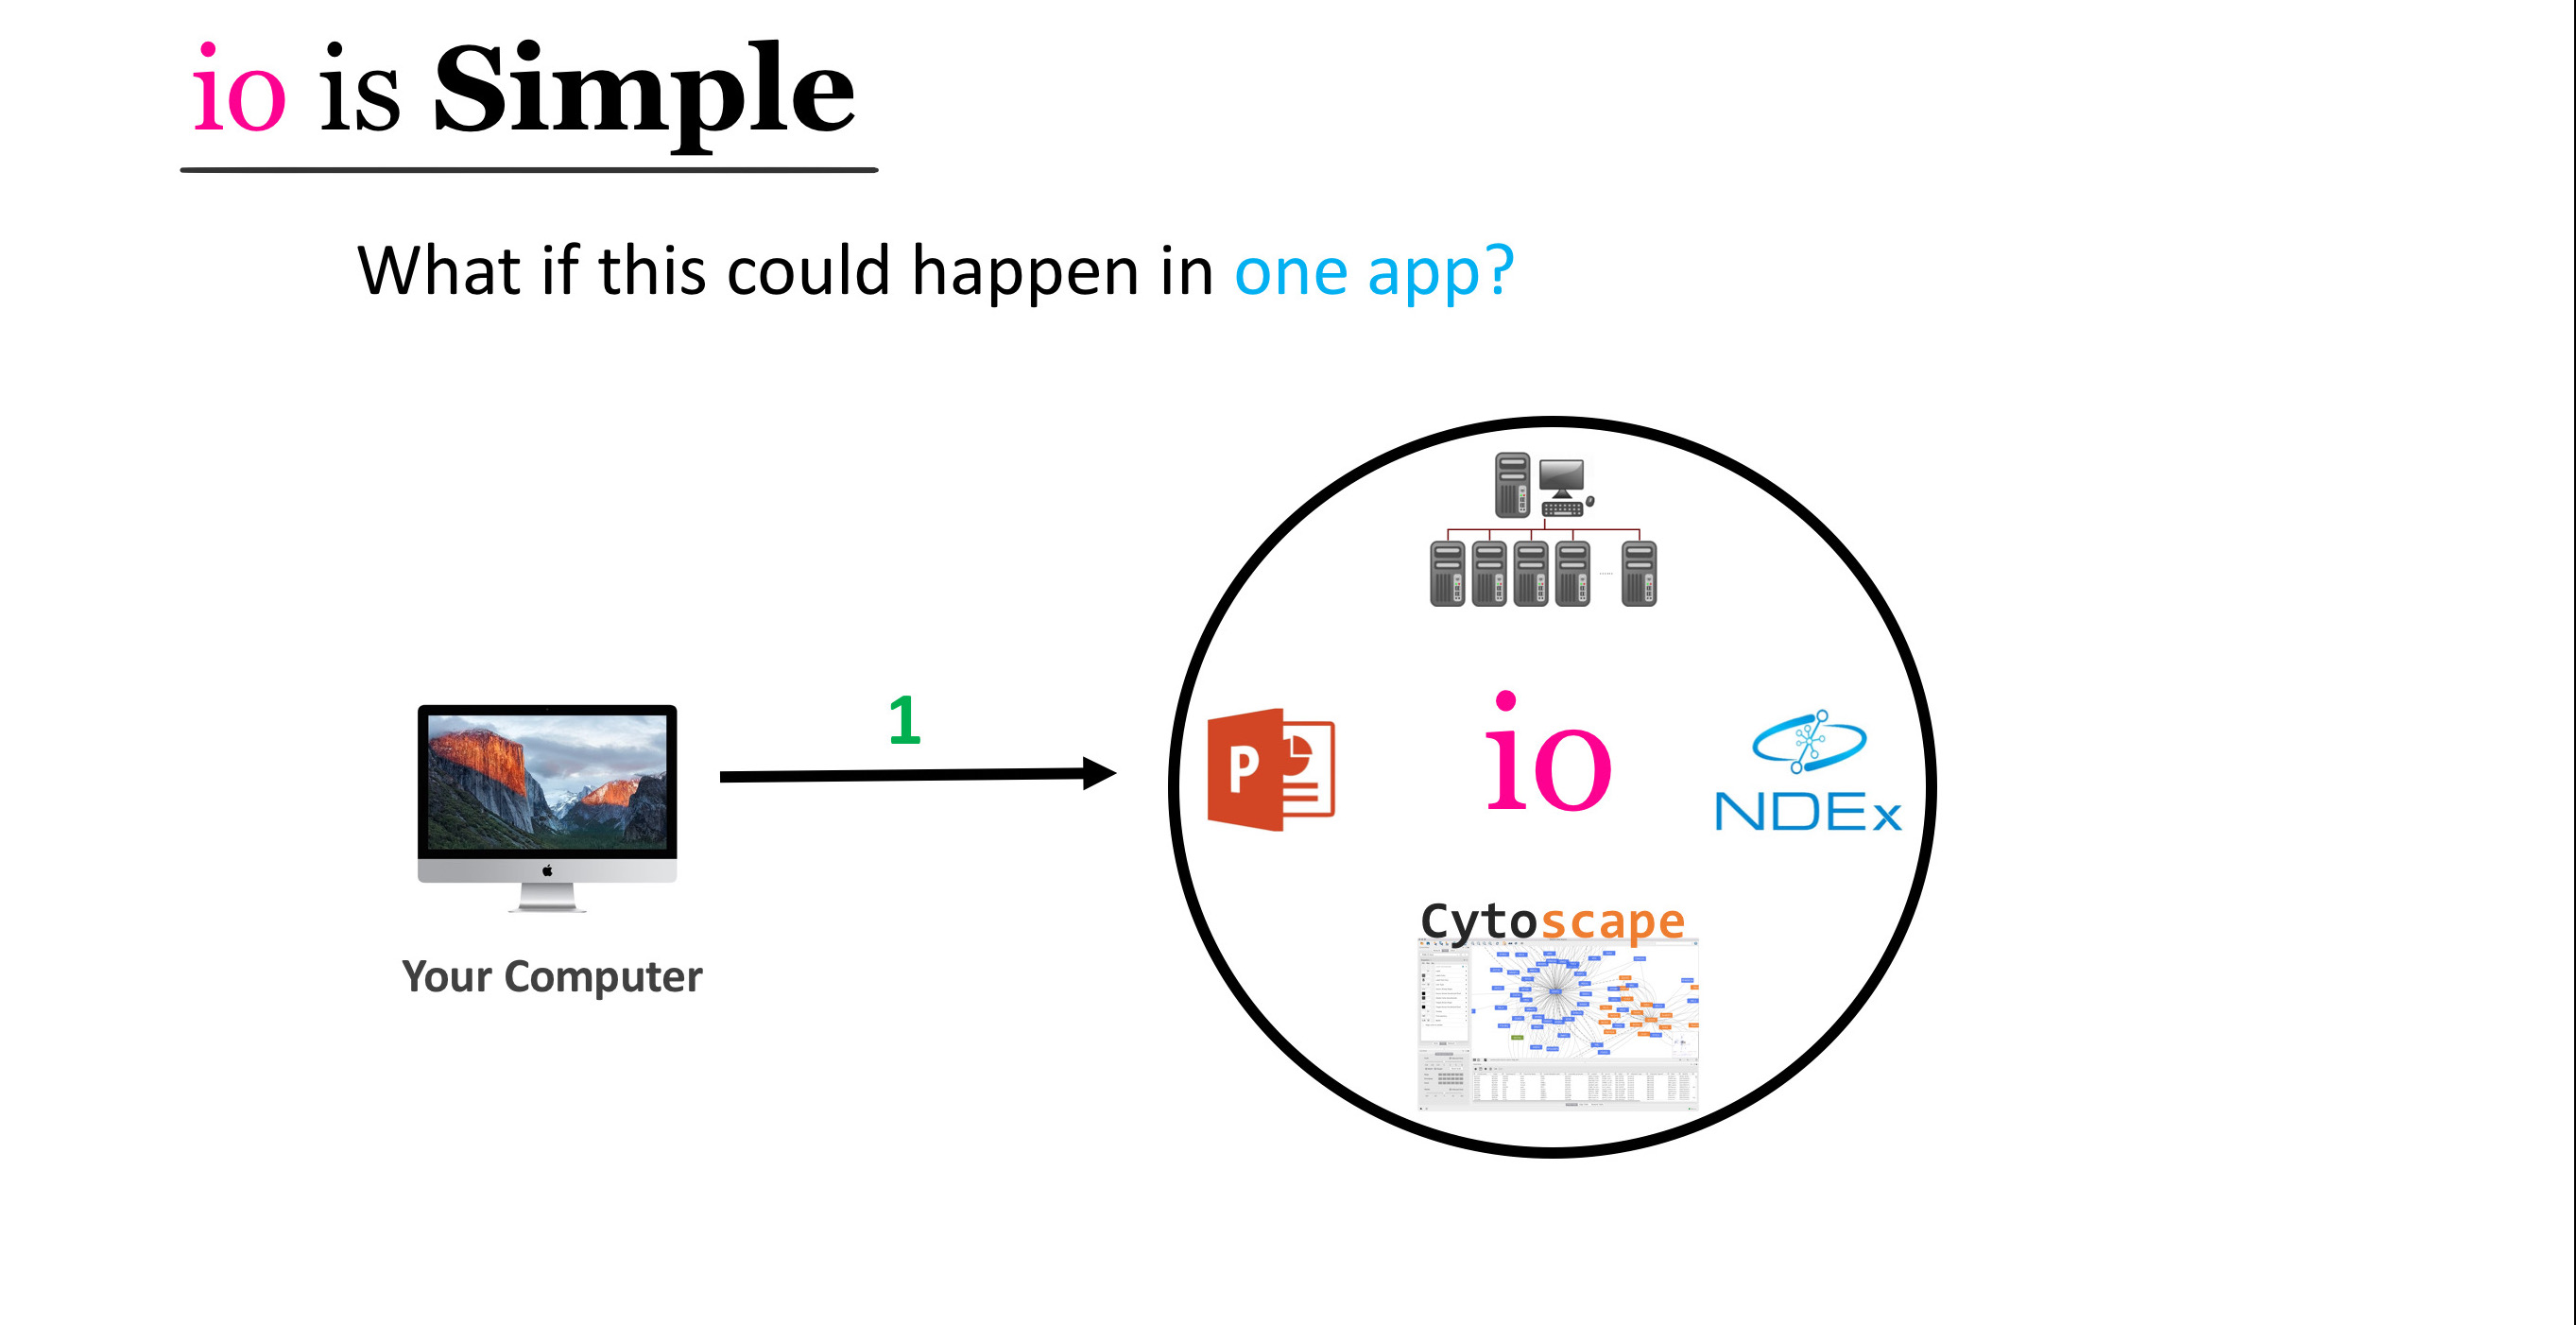 io is Simple
What if this could happen in one app?
1
P
io
NDEx
Cytoscape
Your Computer